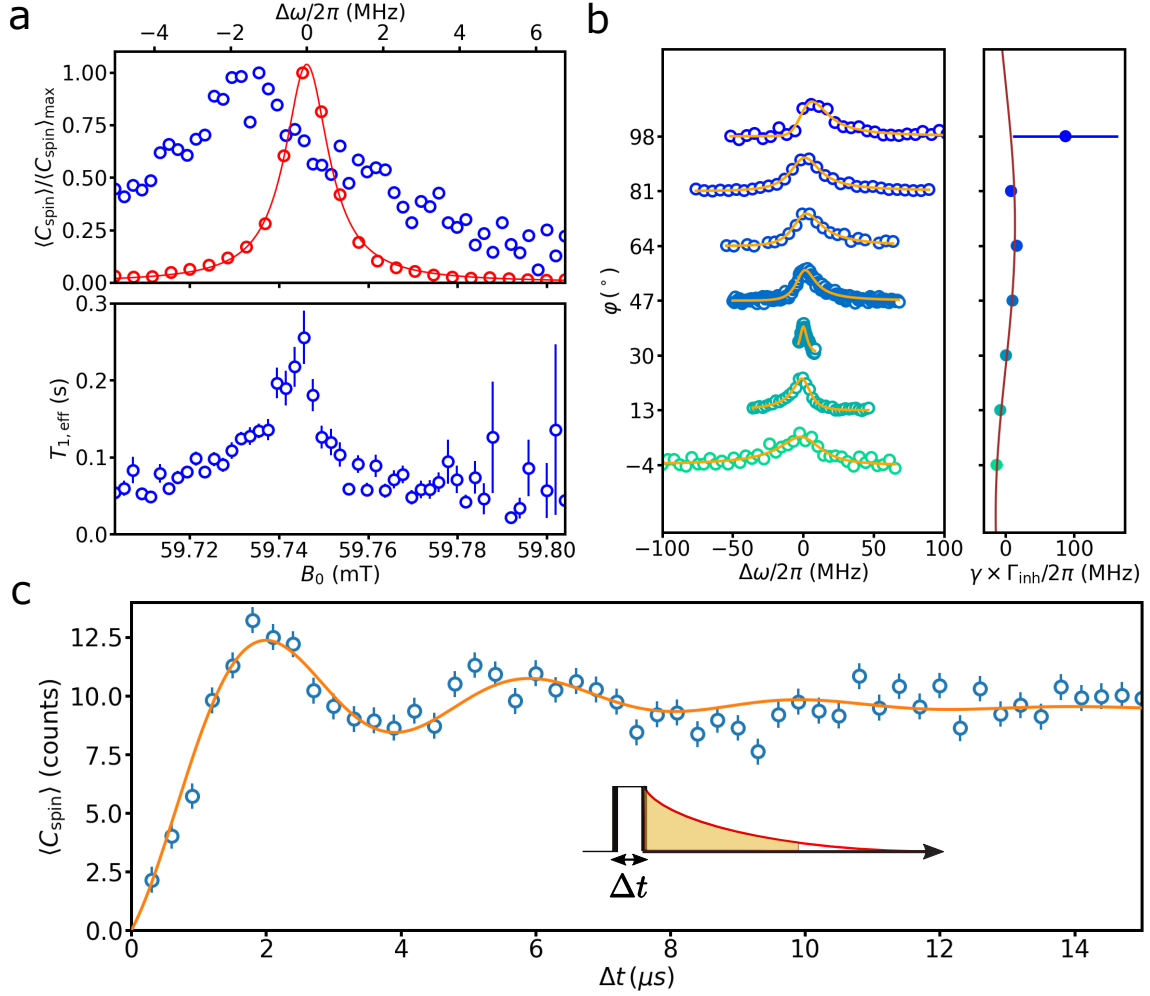 a
Δω/2π (MHz)
−4 −2 0 2 4 6
⟨C_spin⟩/⟨C_spin⟩_max
1.00
0.75
0.50
0.25
0.00
T_1,eff (s)
0.3
0.2
0.1
0.0
59.72 59.74 59.76 59.78 59.80
B_0 (mT)
b
φ (°)
98
81
64
47
30
13
−4
−100 −50 0 50 100
Δω/2π (MHz)
0 100
γ × Γ_inh/2π (MHz)
c
⟨C_spin⟩ (counts)
12.5
10.0
7.5
5.0
2.5
0.0
Δt
0 2 4 6 8 10 12 14
Δt (μs)